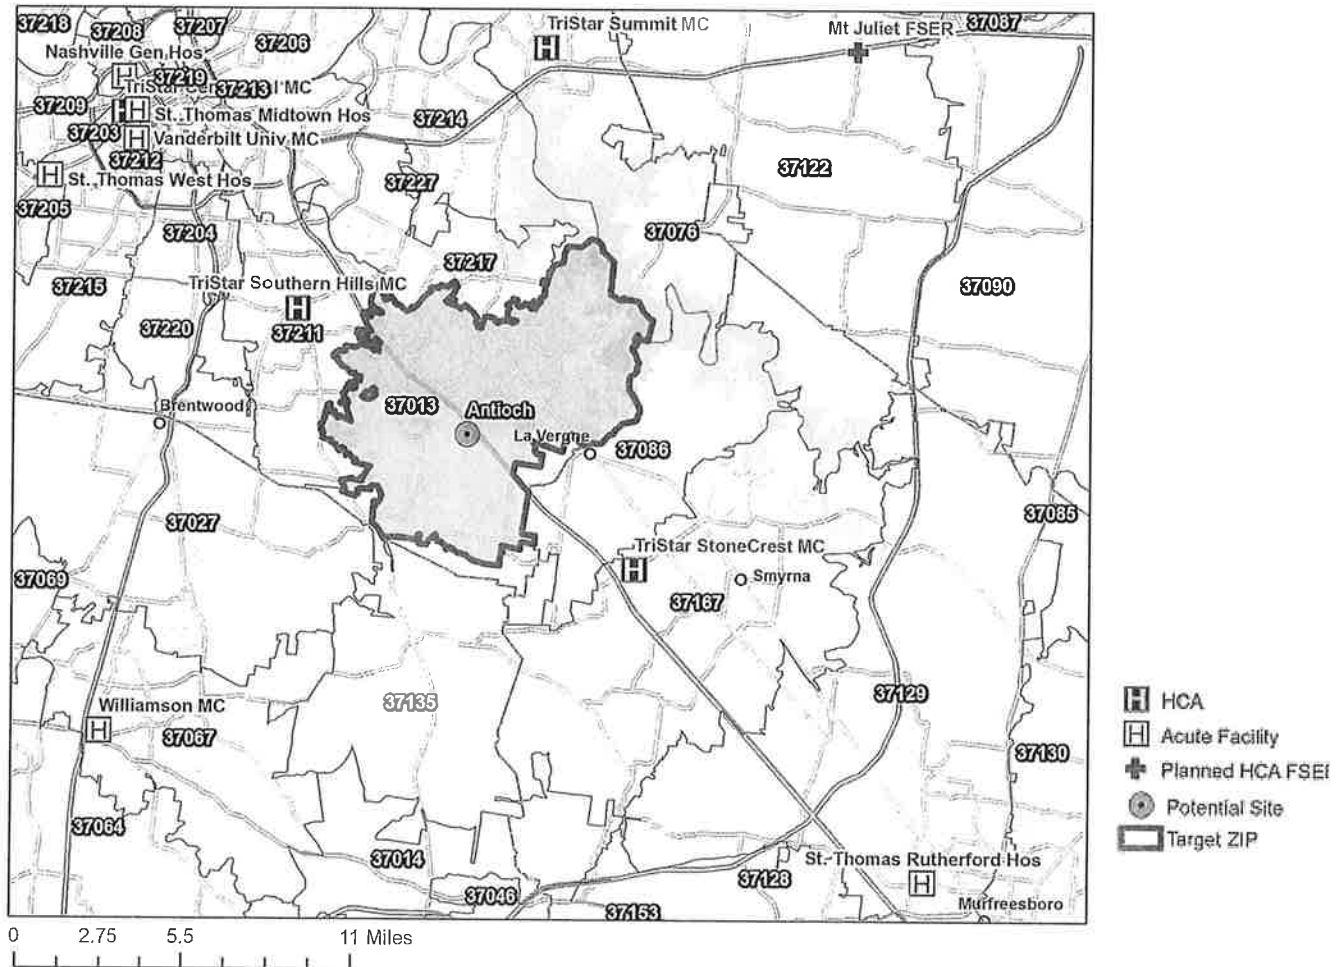 37218
37208
37207
37206
TriStar Summit MC
Mt Juliet FSER
37087
Nashville Gen Hos
37219
37213
MC
37209
St. Thomas Midtown Hos
37214
37203
Vanderbilt Univ MC
37212
St. Thomas West Hos
37227
37122
37205
37204
37076
37217
37215
TriStar Southern Hills MC
37090
37220
37211
Brentwood
37013
Antioch
La Vergne
37086
37027
37085
TriStar StoneCrest MC
37069
Smyrna
37167
37135
37129
Williamson MC
37067
37130
37064
37014
St. Thomas Rutherford Hos
37128
37046
37153
Murfreesboro
HCA
Acute Facility
Planned HCA FSE
Potential Site
Target ZIP
0 2.75 5.5 11 Miles